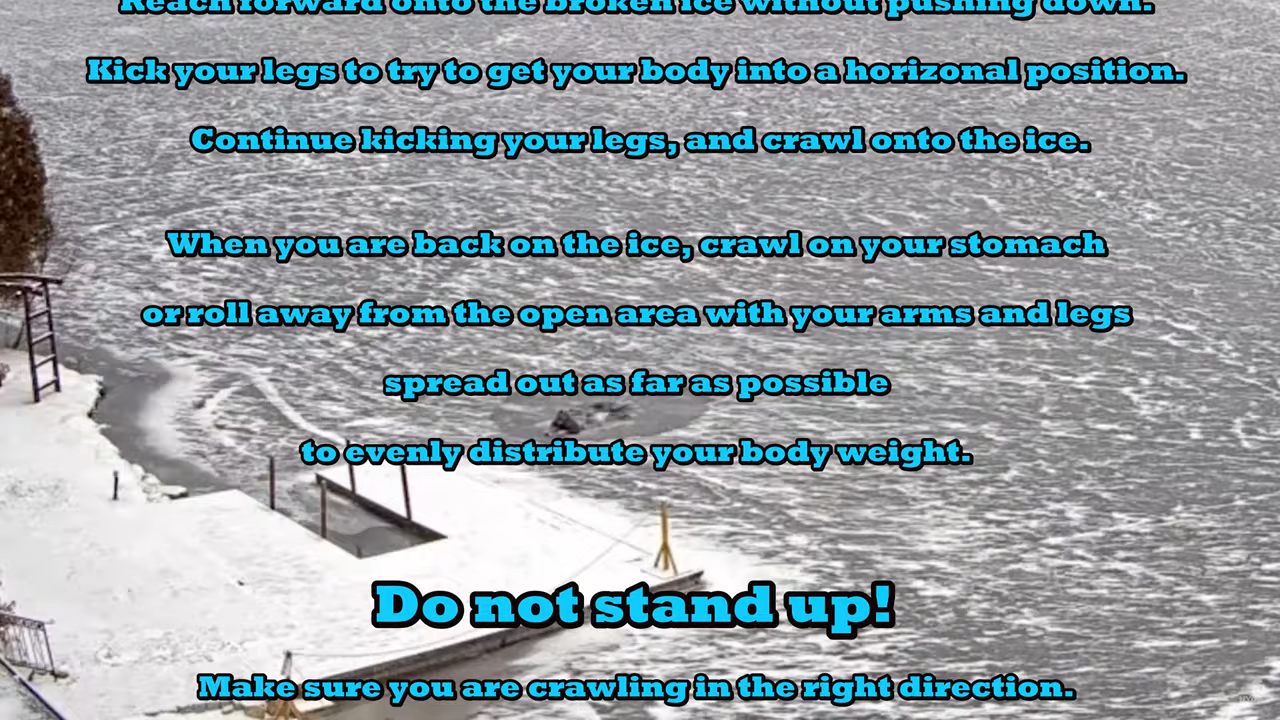 Reach forward onto the broken ice without pushing down.
Kick your legs to try to get your body into a horizonal position.
Continue kicking your legs, and crawl onto the ice.
When you are back on the ice, crawl on your stomach
or roll away from the open area with your arms and legs
spread out as far as possible
to evenly distribute your body weight.
Do not stand up!
Make sure you are crawling in the right direction.